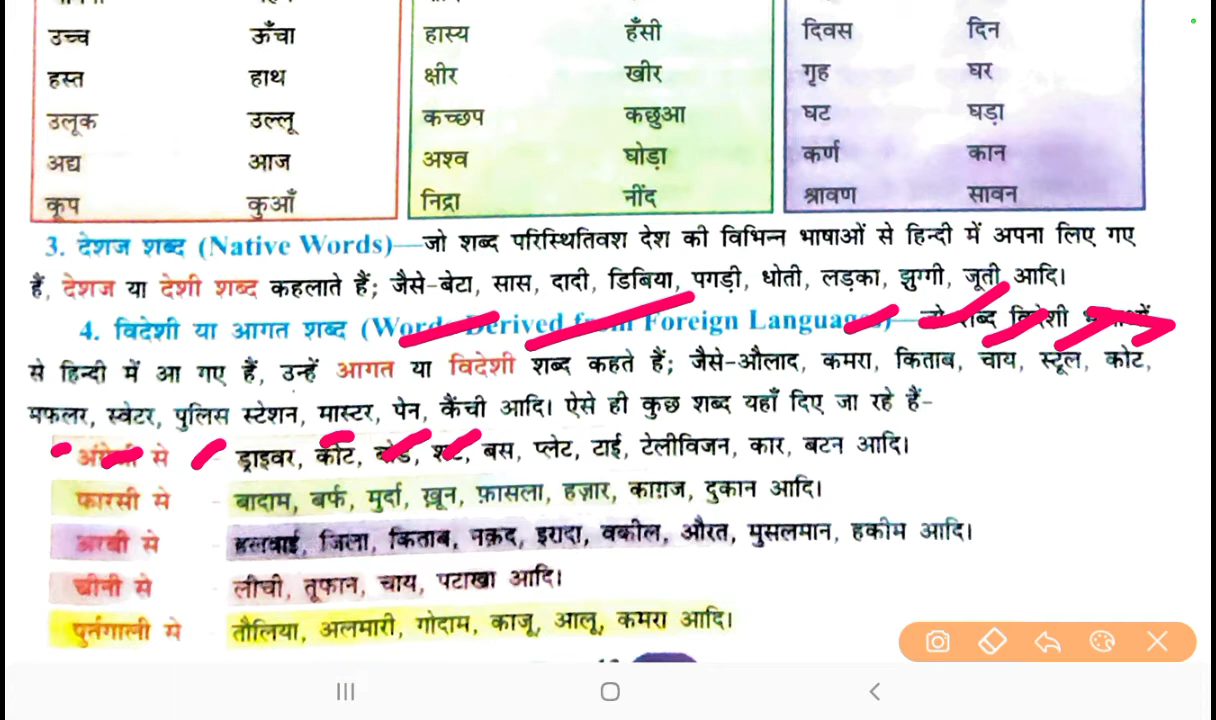 उच्च ऊँचा हास्य हँसी दिवस दिन
हस्त हाथ क्षीर खीर गृह घर
उलूक उल्लू कच्छप कछुआ घट घड़ा
अद्य आज अश्व घोड़ा कर्ण कान
कूप कुआँ निद्रा नींद श्रावण सावन
3. देशज शब्द (Native Words)—जो शब्द परिस्थितिवश देश की विभिन्न भाषाओं से हिन्दी में अपना लिए गए
हैं, देशज या देशी शब्द कहलाते हैं; जैसे-बेटा, सास, दादी, डिबिया, पगड़ी, धोती, लड़का, झुग्गी, जूती आदि।
4. विदेशी या आगत शब्द (Words Derived from Foreign Languages)—जो शब्द विदेशी भाषाओं
से हिन्दी में आ गए हैं, उन्हें आगत या विदेशी शब्द कहते हैं; जैसे-औलाद, कमरा, किताब, चाय, स्टूल, कोट,
मफलर, स्वेटर, पुलिस स्टेशन, मास्टर, पेन, कैंची आदि। ऐसे ही कुछ शब्द यहाँ दिए जा रहे हैं-
अंग्रेजी से - ड्राइवर, कोट, शर्ट, बस, प्लेट, टाई, टेलीविजन, कार, बटन आदि।
फारसी से - बादाम, बर्फ, मुर्दा, ख़ून, फ़ासला, हज़ार, काग़ज, दुकान आदि।
अरबी से - हलवाई, जिला, किताब, नक़द, इरादा, वकील, औरत, मुसलमान, हकीम आदि।
चीनी से - लीची, तूफान, चाय, पटाखा आदि।
पुर्तगाली से - तौलिया, अलमारी, गोदाम, काजू, आलू, कमरा आदि।